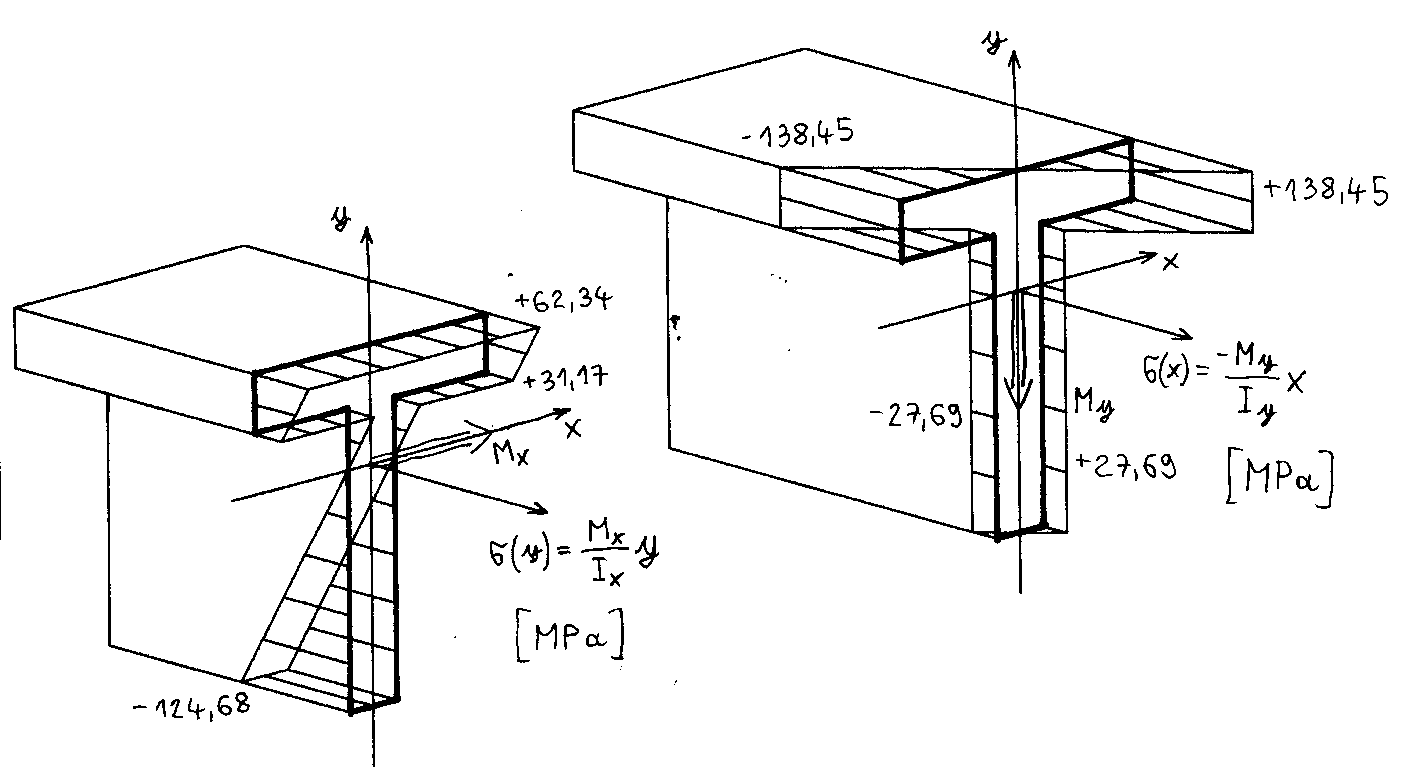 y
+62,34
+31,17
x
Mx
σ(y) = Mx/Ix y
[MPa]
-124,68
y
-138,45
+138,45
x
σ(x) = -My/Iy x
[MPa]
-27,69
My
+27,69